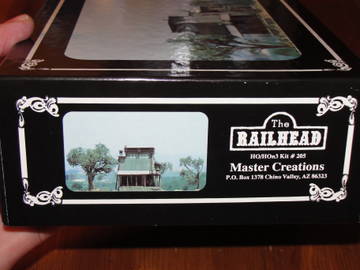 The
RAILHEAD
HO/HOn3 Kit # 205
Master Creations
P.O. Box 1378 Chino Valley, AZ 86323